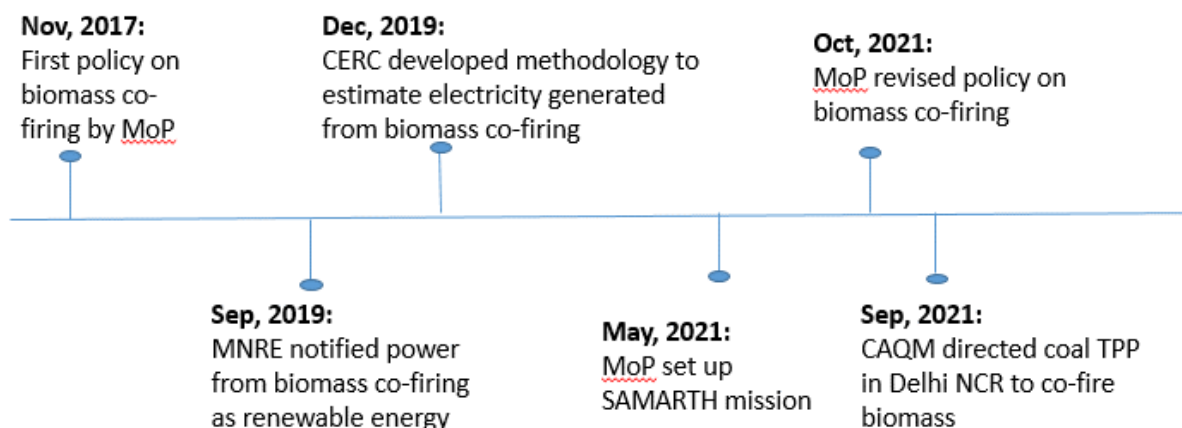 Nov, 2017:
First policy on
biomass co-
firing by MoP
Dec, 2019:
CERC developed methodology to
estimate electricity generated
from biomass co-firing
Oct, 2021:
MoP revised policy on
biomass co-firing
Sep, 2019:
MNRE notified power
from biomass co-firing
as renewable energy
May, 2021:
MoP set up
SAMARTH mission
Sep, 2021:
CAQM directed coal TPP
in Delhi NCR to co-fire
biomass